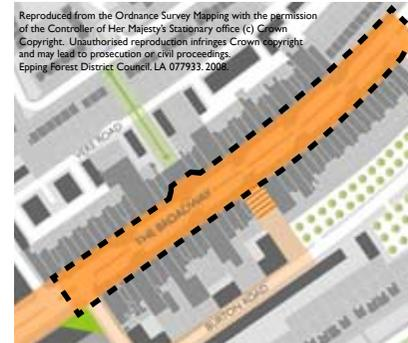 Reproduced from the Ordnance Survey Mapping with the permission
of the Controller of Her Majesty's Stationary office (c) Crown
Copyright. Unauthorised reproduction infringes Crown copyright
and may lead to prosecution or civil proceedings.
Epping Forest District Council. LA 077933. 2008.
VERE ROAD
THE BROADWAY
BURTON ROAD